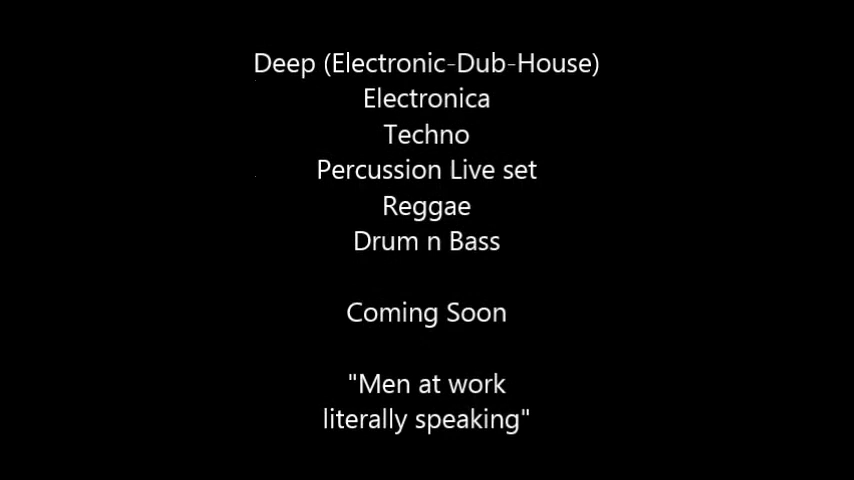 Deep (Electronic-Dub-House)
Electronica
Techno
Percussion Live set
Reggae
Drum n Bass
Coming Soon
"Men at work
literally speaking"